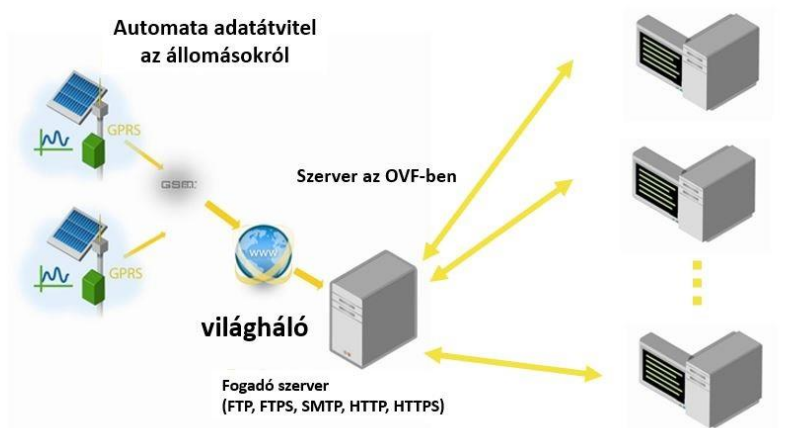 Automata adatátvitel
az állomásokról
GPRS
GSM
Szerver az OVF-ben
GPRS
www
világháló
Fogadó szerver
(FTP, FTPS, SMTP, HTTP, HTTPS)